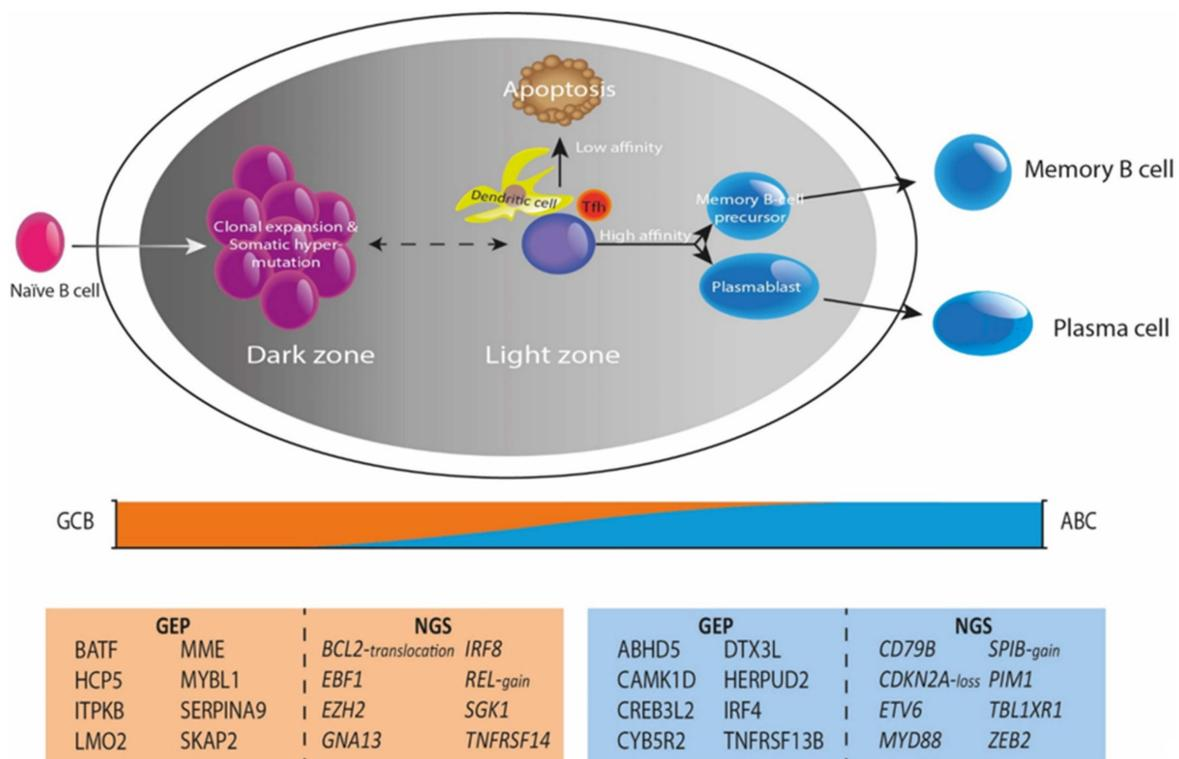 Apoptosis
Low affinity
Dendritic cell
Tfh
Memory B-cell
precursor
Memory B cell
Clonal expansion &
Somatic hyper-
mutation
High affinity
Naïve B cell
Plasmablast
Plasma cell
Dark zone
Light zone
GCB
ABC
GEP NGS
BATF MME BCL2-translocation IRF8
HCP5 MYBL1 EBF1 REL-gain
ITPKB SERPINA9 EZH2 SGK1
LMO2 SKAP2 GNA13 TNFRSF14
GEP NGS
ABHD5 DTX3L CD79B SPIB-gain
CAMK1D HERPUD2 CDKN2A-loss PIM1
CREB3L2 IRF4 ETV6 TBL1XR1
CYB5R2 TNFRSF13B MYD88 ZEB2